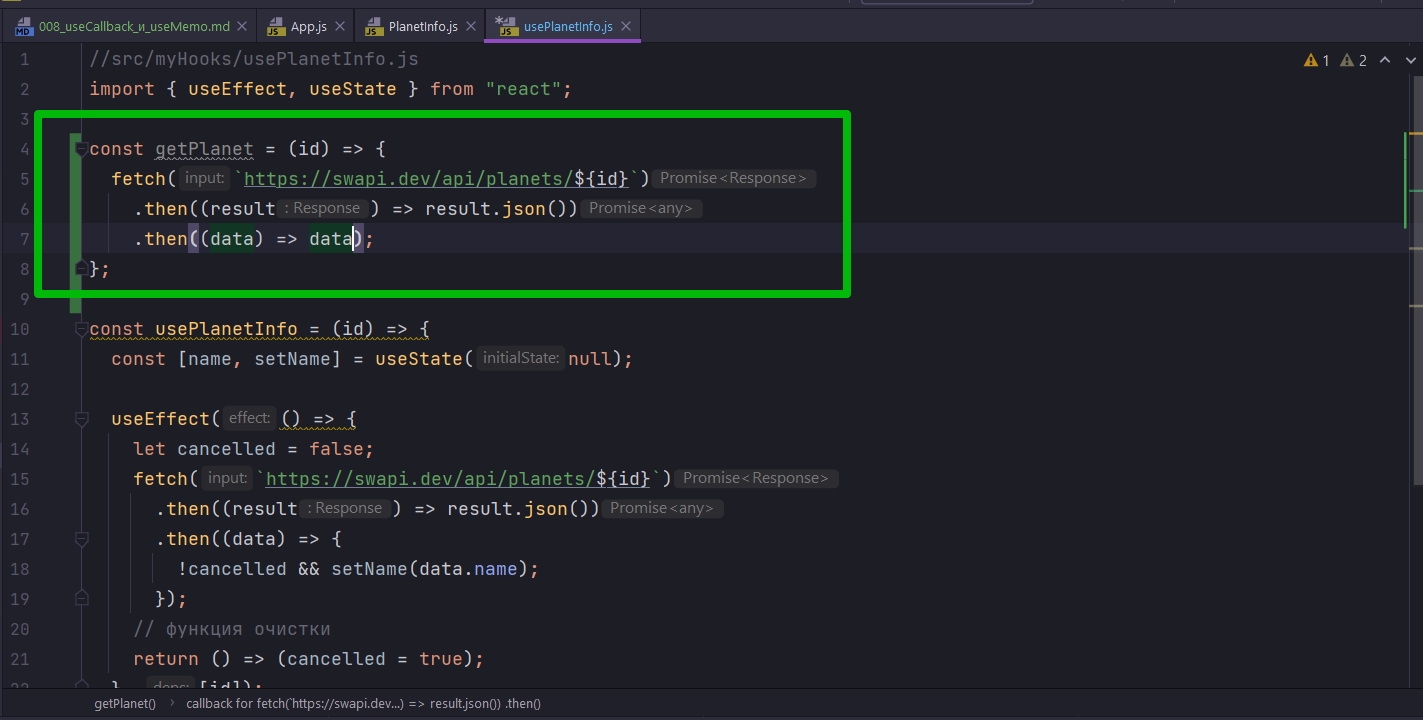 008_useCallback_и_useMemo.md App.js PlanetInfo.js usePlanetInfo.js
1 //src/myHooks/usePlanetInfo.js 1 2
2 import { useEffect, useState } from "react";
3
4 const getPlanet = (id) => {
5 fetch( input: `https://swapi.dev/api/planets/${id}`) Promise<Response>
6 .then((result : Response ) => result.json()) Promise<any>
7 .then((data) => data);
8 };
9
10 const usePlanetInfo = (id) => {
11 const [name, setName] = useState( initialState: null);
12
13 useEffect( effect: () => {
14 let cancelled = false;
15 fetch( input: `https://swapi.dev/api/planets/${id}`) Promise<Response>
16 .then((result : Response ) => result.json()) Promise<any>
17 .then((data) => {
18 !cancelled && setName(data.name);
19 });
20 // функция очистки
21 return () => (cancelled = true);
22 }, deps: [id]);
getPlanet() › callback for fetch(`https://swapi.dev...) => result.json()) .then()